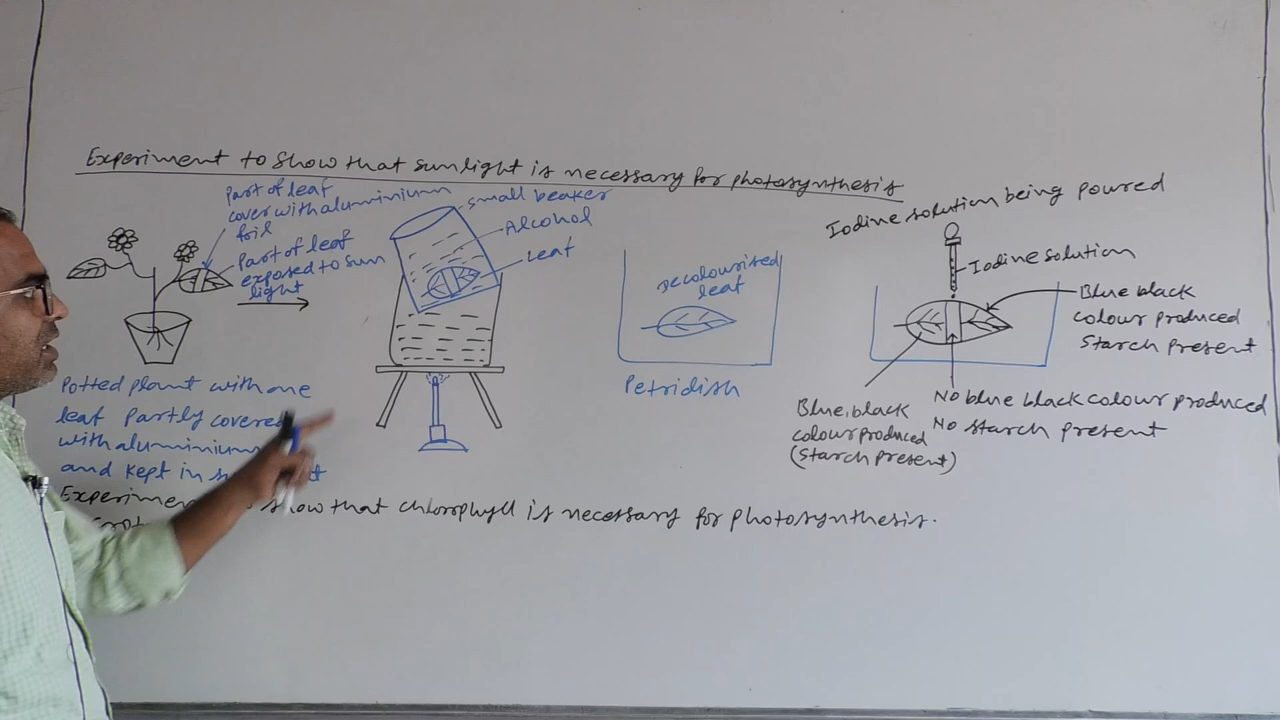 Experiment to show that sunlight is necessary for photosynthesis
part of leaf
cover with aluminium
foil
part of leaf
exposed to sun
light
Potted plant with one
leaf partly covered
with aluminium
and kept in
small beaker
Alcohol
Leaf
decolourised
leaf
Petridish
Iodine solution being poured
Iodine solution
Blue black
colour produced
Starch present
Blue, black
colour produced
(Starch present)
No blue black colour produced
No starch present
show that chlorophyll is necessary for photosynthesis.